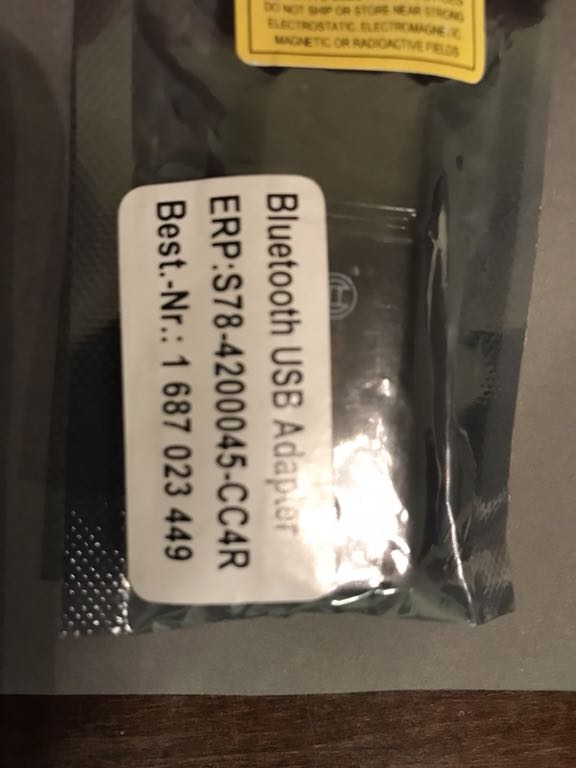 DO NOT SHIP OR STORE NEAR STRONG
ELECTROSTATIC, ELECTROMAGNETIC,
MAGNETIC OR RADIOACTIVE FIELDS
Bluetooth USB Adapter
ERP:S78-4200045-CC4R
Best.-Nr.: 1 687 023 449